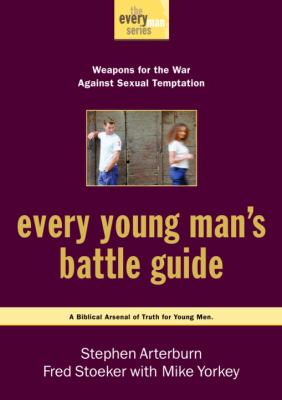 the
every man
series
Weapons for the War
Against Sexual Temptation
every young man's
battle guide
A Biblical Arsenal of Truth for Young Men.
Stephen Arterburn
Fred Stoeker with Mike Yorkey